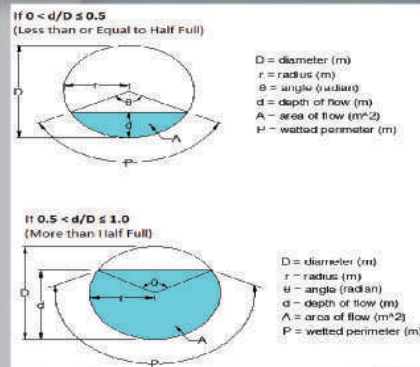 If 0 < d/D ≤ 0.5
(Less than or Equal to Half Full)
D
r
θ
d
A
P
D = diameter (m)
r = radius (m)
θ = angle (radian)
d = depth of flow (m)
A = area of flow (m^2)
P = wetted perimeter (m)
If 0.5 < d/D ≤ 1.0
(More than Half Full)
D
d
r
θ
A
P
D = diameter (m)
r = radius (m)
θ = angle (radian)
d = depth of flow (m)
A = area of flow (m^2)
P = wetted perimeter (m